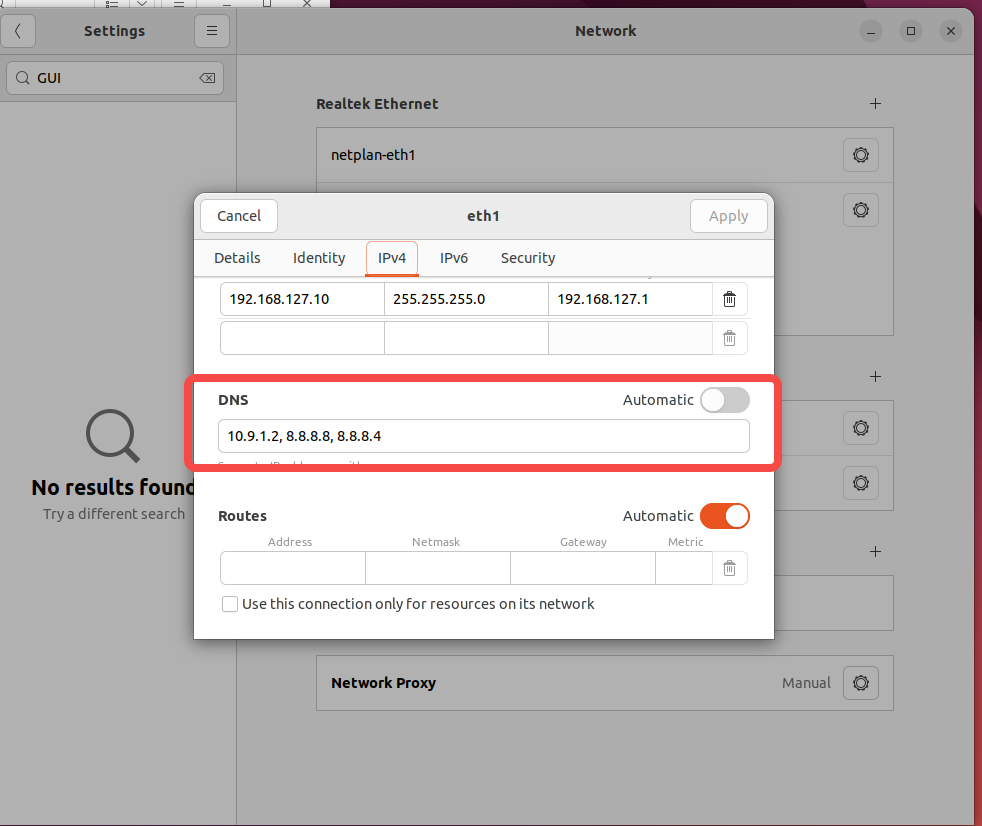 Settings
Network
GUI
Realtek Ethernet
netplan-eth1
Cancel
eth1
Apply
Details
Identity
IPv4
IPv6
Security
192.168.127.10
255.255.255.0
192.168.127.1
DNS
Automatic
10.9.1.2, 8.8.8.8, 8.8.8.4
No results found
Try a different search
Routes
Automatic
Address
Netmask
Gateway
Metric
Use this connection only for resources on its network
Network Proxy
Manual